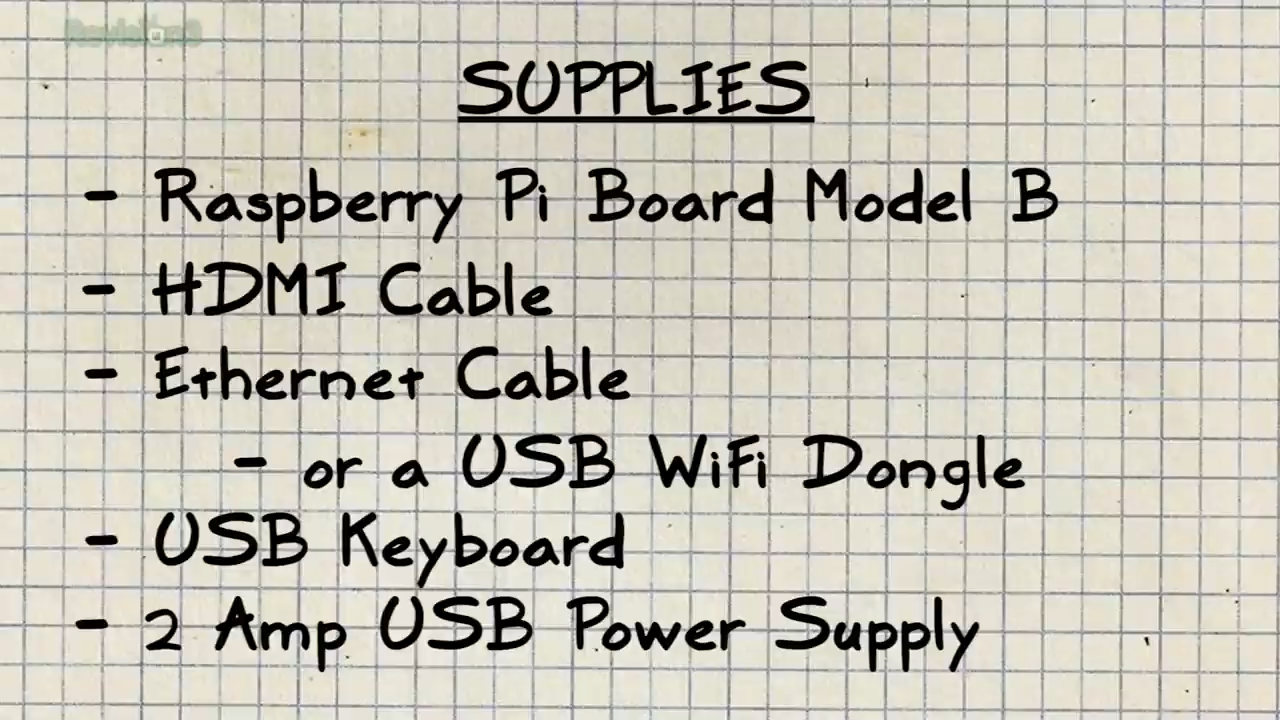 Revision3
SUPPLIES
- Raspberry Pi Board Model B
- HDMI Cable
- Ethernet Cable
- or a USB WiFi Dongle
- USB Keyboard
- 2 Amp USB Power Supply